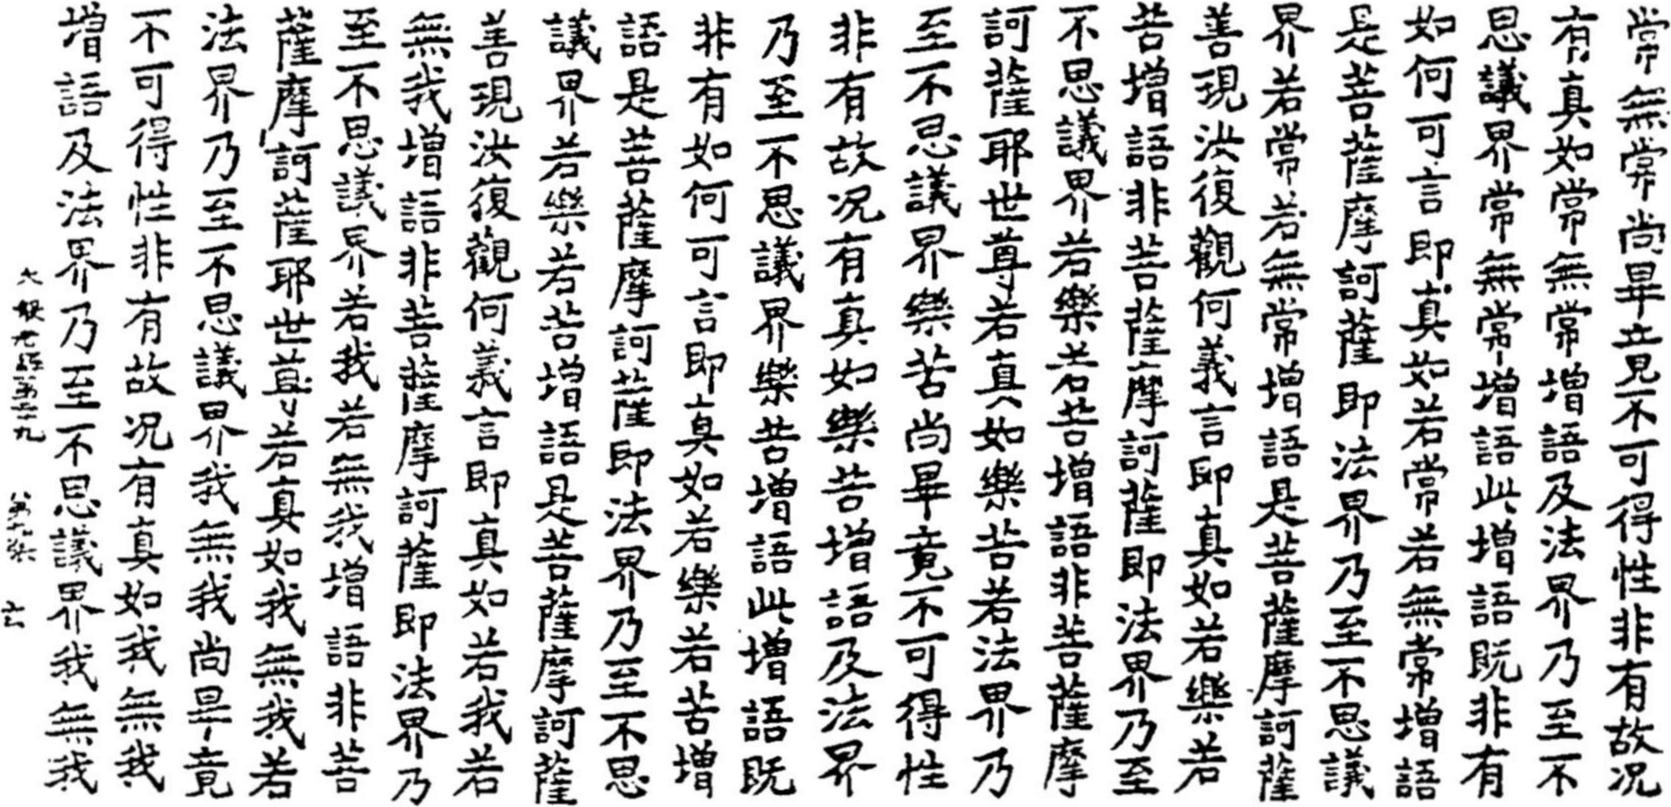 常無常尚畢竟不可得性非有故况
有真如常無常增語及法界乃至不
思議界常無常增語此增語既非有
如何可言即真如若常若無常增語
是菩薩摩訶薩即法界乃至不思議
界若常若無常增語是菩薩摩訶薩
善現汝復觀何義言即真如若樂若
苦增語非菩薩摩訶薩即法界乃至
不思議界若樂若苦增語非菩薩摩
訶薩耶世尊若真如樂苦若法界乃
至不思議界樂苦尚畢竟不可得性
非有故况有真如樂苦增語及法界
乃至不思議界樂苦增語此增語既
非有如何可言即真如若樂若苦增
語是菩薩摩訶薩即法界乃至不思
議界若樂若苦增語是菩薩摩訶薩
善現汝復觀何義言即真如若我若
無我增語非菩薩摩訶薩即法界乃
至不思議界若我若無我增語非菩
薩摩訶薩耶世尊若真如我無我若
法界乃至不思議界我無我尚畢竟
不可得性非有故况有真如我無我
增語及法界乃至不思議界我無我
大般若經第二十九 第九張